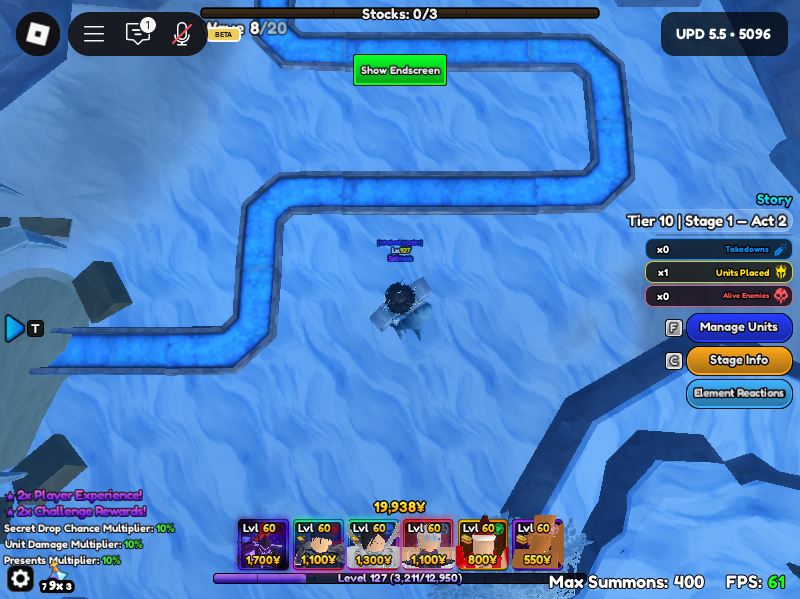 Stocks: 0/3
1
BETA
Wave 8/20
UPD 5.5 • 5096
Show Endscreen
Story
Tier 10 | Stage 1 – Act 2
x0 Takedowns
x1 Units Placed
x0 Alive Enemies
F Manage Units
C Stage Info
Element Reactions
Lvl 127
T
2x Player Experience!
2x Challenge Rewards!
Secret Drop Chance Multiplier: 10%
Unit Damage Multiplier: 10%
Presents Multiplier: 10%
19,938¥
Lvl 60 Lvl 60 Lvl 60 Lvl 60 Lvl 60 Lvl 60
1,700¥ 1,100¥ 1,300¥ 1,100¥ 800¥ 550¥
Level 127 (3,211/12,950)
Max Summons: 400 FPS: 61